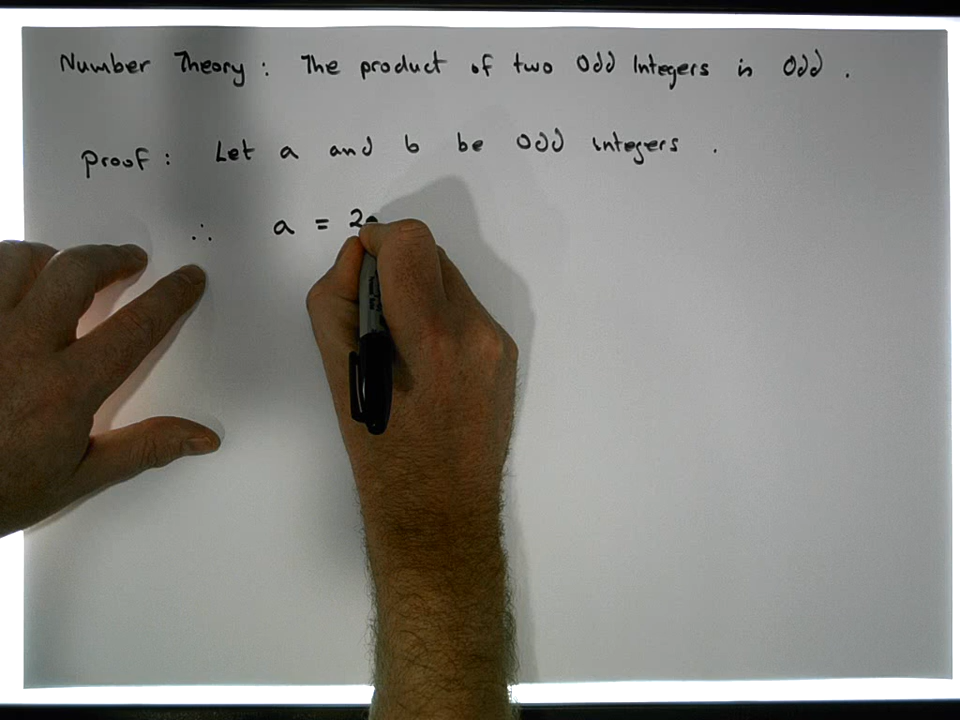 Number Theory : The product of two Odd Integers is Odd .
Proof : Let a and b be Odd integers .
∴ a = 2